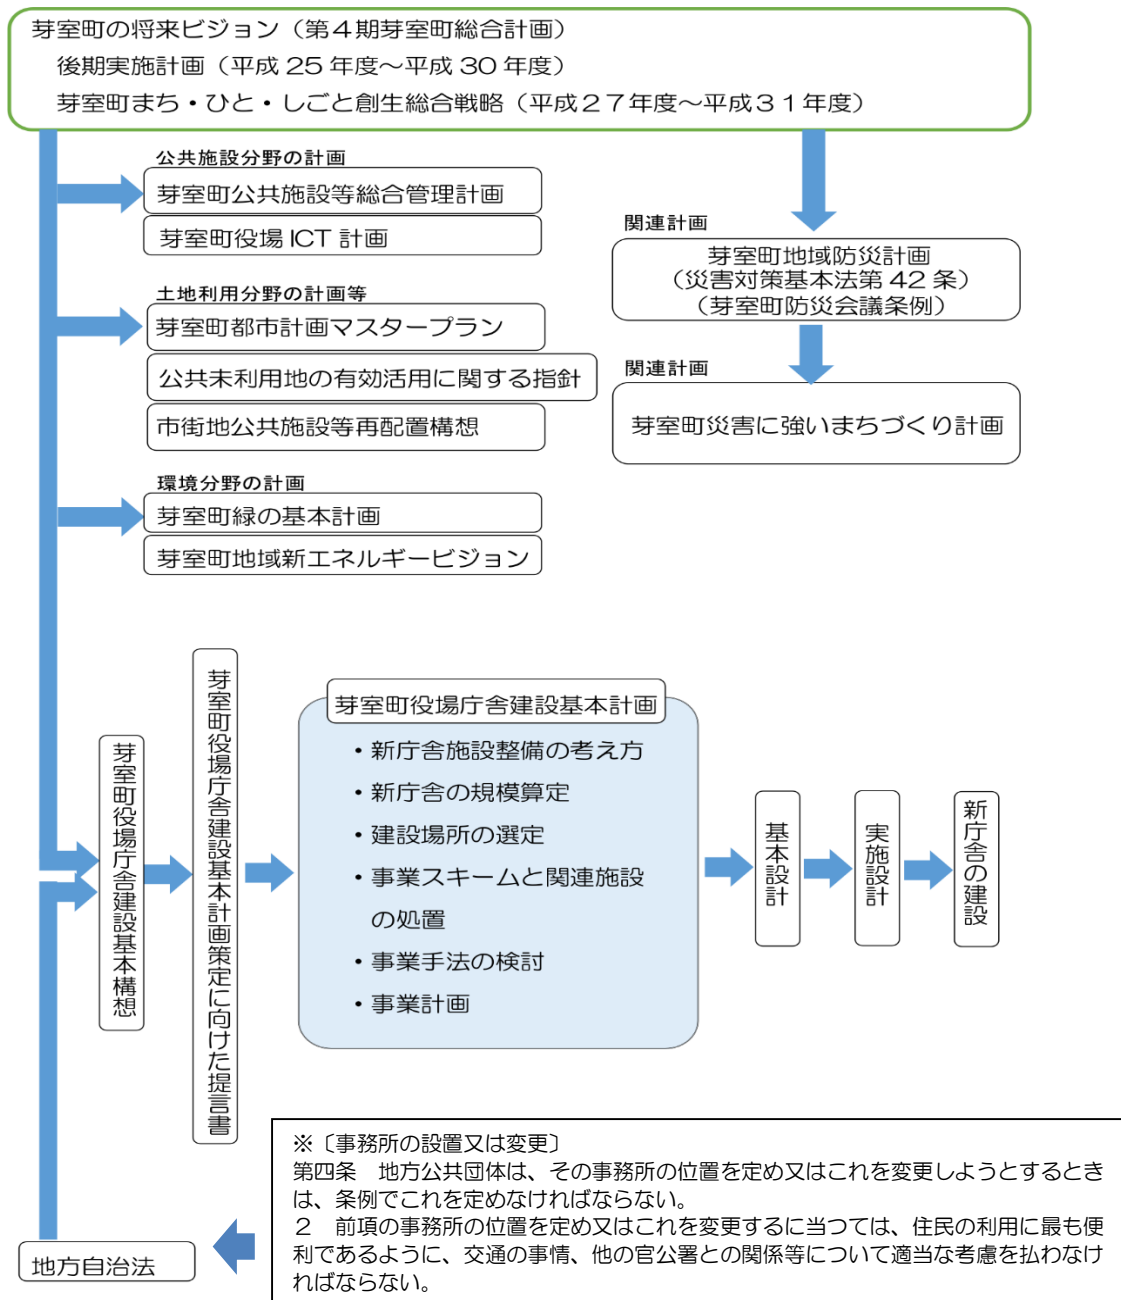 芽室町の将来ビジョン（第４期芽室町総合計画）
後期実施計画（平成 25 年度～平成 30 年度）
芽室町まち・ひと・しごと創生総合戦略（平成２７年度～平成３１年度）
公共施設分野の計画
芽室町公共施設等総合管理計画
芽室町役場 ICT 計画
土地利用分野の計画等
芽室町都市計画マスタープラン
公共未利用地の有効活用に関する指針
市街地公共施設等再配置構想
環境分野の計画
芽室町緑の基本計画
芽室町地域新エネルギービジョン
関連計画
芽室町地域防災計画
（災害対策基本法第 42 条）
（芽室町防災会議条例）
関連計画
芽室町災害に強いまちづくり計画
芽室町役場庁舎建設基本構想
芽室町役場庁舎建設基本計画策定に向けた提言書
芽室町役場庁舎建設基本計画
・新庁舎施設整備の考え方
・新庁舎の規模算定
・建設場所の選定
・事業スキームと関連施設
の処置
・事業手法の検討
・事業計画
基本設計
実施設計
新庁舎の建設
地方自治法
※〔事務所の設置又は変更〕
第四条　地方公共団体は、その事務所の位置を定め又はこれを変更しようとするとき
は、条例でこれを定めなければならない。
２　前項の事務所の位置を定め又はこれを変更するに当つては、住民の利用に最も便
利であるように、交通の事情、他の官公署との関係等について適当な考慮を払わなけ
ればならない。